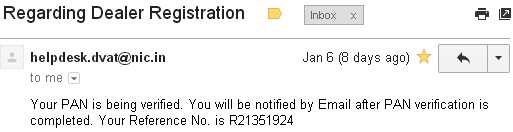 Regarding Dealer Registration Inbox x
helpdesk.dvat@nic.in Jan 6 (8 days ago)
to me
Your PAN is being verified. You will be notified by Email after PAN verification is
completed. Your Reference No. is R21351924